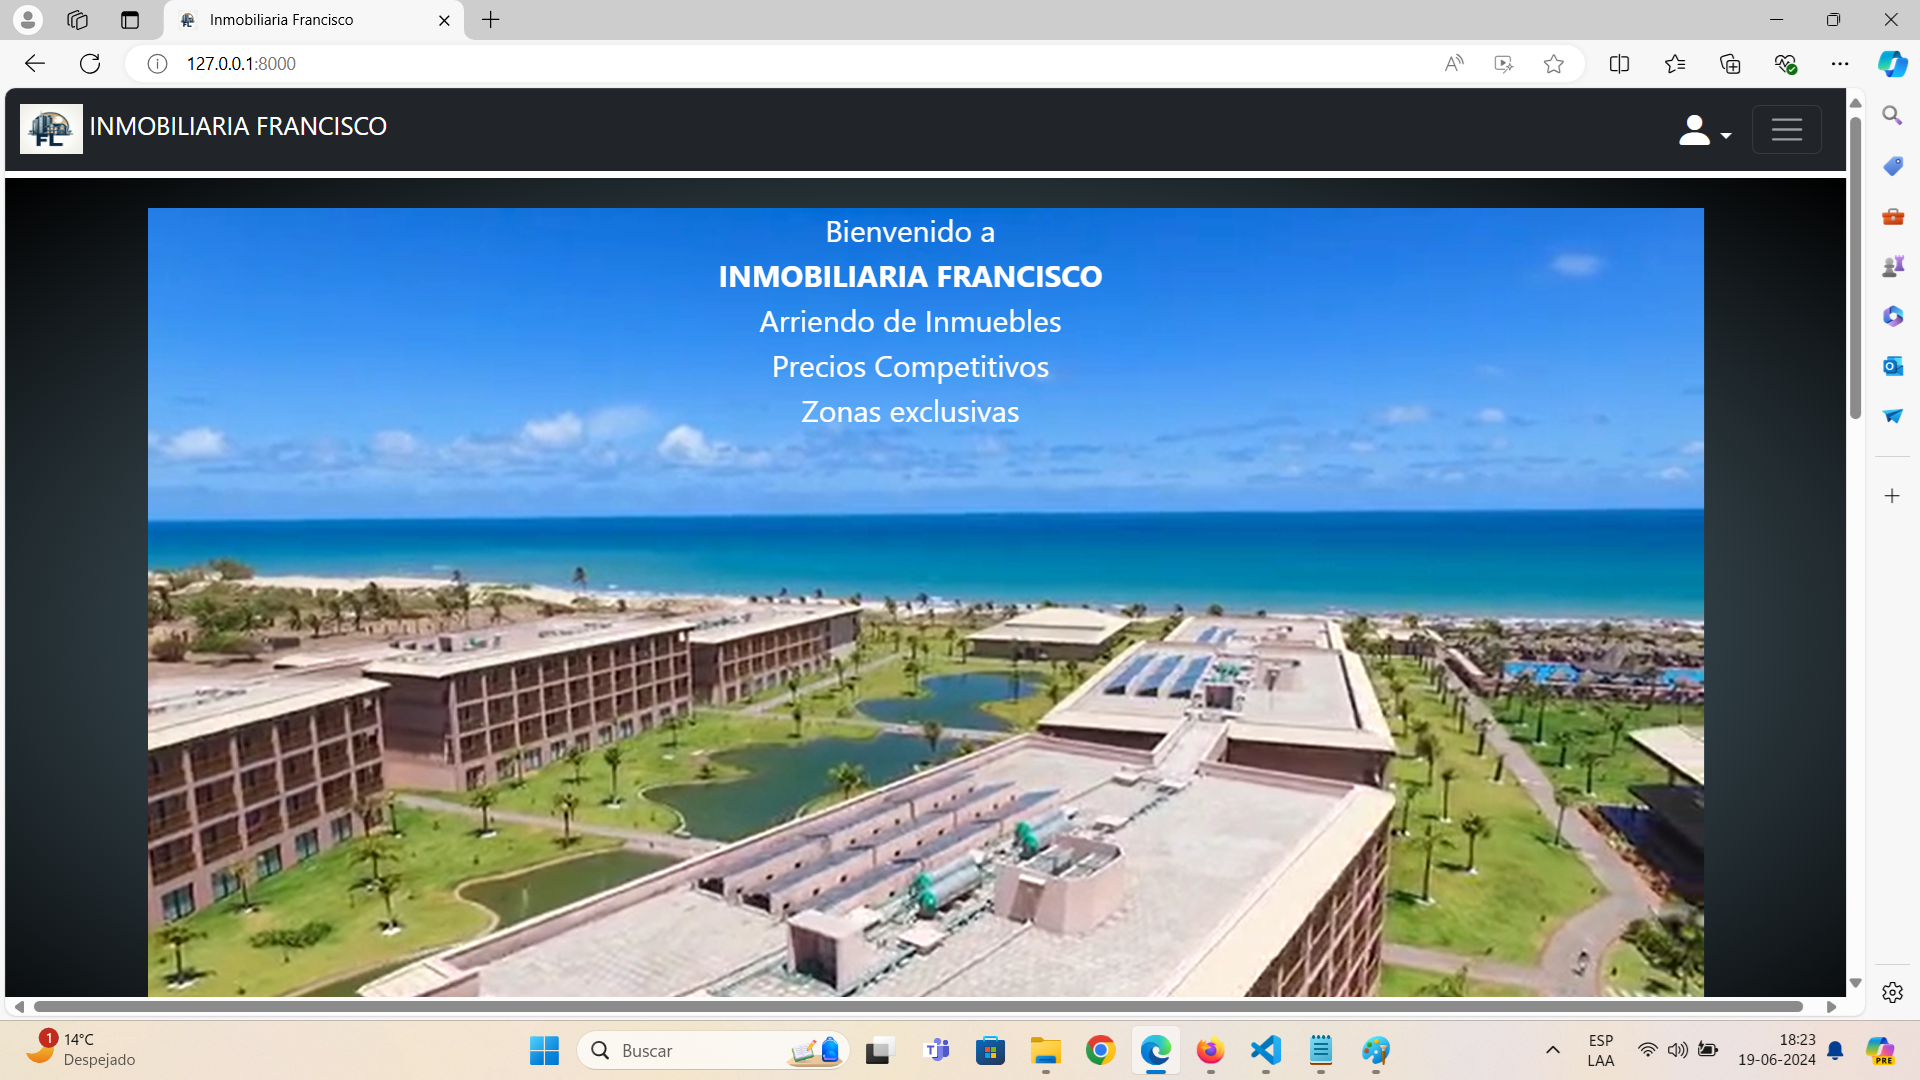 Inmobiliaria Francisco
127.0.0.1:8000
FL
INMOBILIARIA FRANCISCO
Bienvenido a
INMOBILIARIA FRANCISCO
Arriendo de Inmuebles
Precios Competitivos
Zonas exclusivas
1
14°C
Despejado
Buscar
PRE
ESP
LAA
18:23
19-06-2024